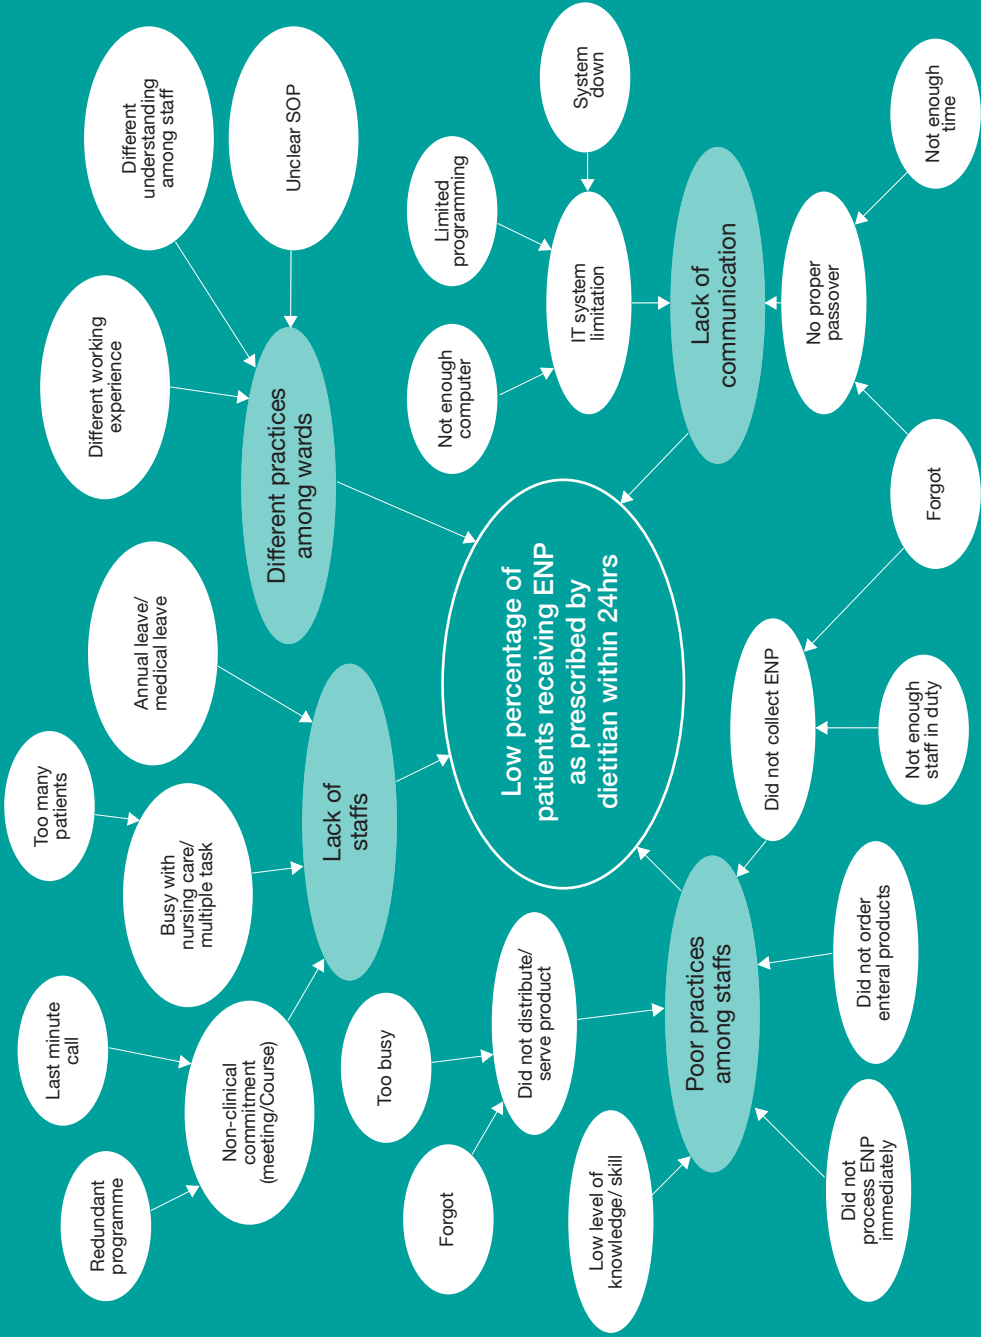 Redundant
programme
Last minute
call
Too many
patients
Non-clinical
commitment
(meeting/Course)
Busy with
nursing care/
multiple task
Annual leave/
medical leave
Different working
experience
Different
understanding
among staff
Unclear SOP
Lack of
staffs
Different practices
among wards
Forgot
Too busy
Did not distribute/
serve product
Low level of
knowledge/ skill
Low percentage of
patients receiving ENP
as prescribed by
dietitian within 24hrs
Not enough
computer
Limited
programming
System
down
IT system
limitation
Lack of
communication
Poor practices
among staffs
Did not collect ENP
No proper
passover
Did not
process ENP
immediately
Did not order
enteral products
Not enough
staff in duty
Forgot
Not enough
time